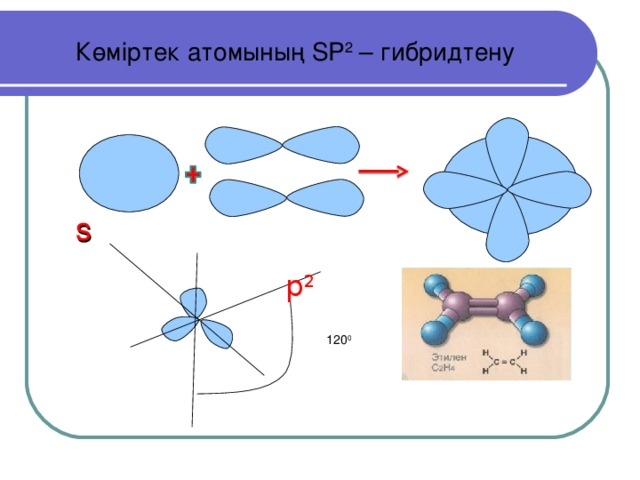 Көміртек атомының SP² – гибридтену
+
S
p²
120⁰
Этилен
C₂H₄
H H
C = C
H H